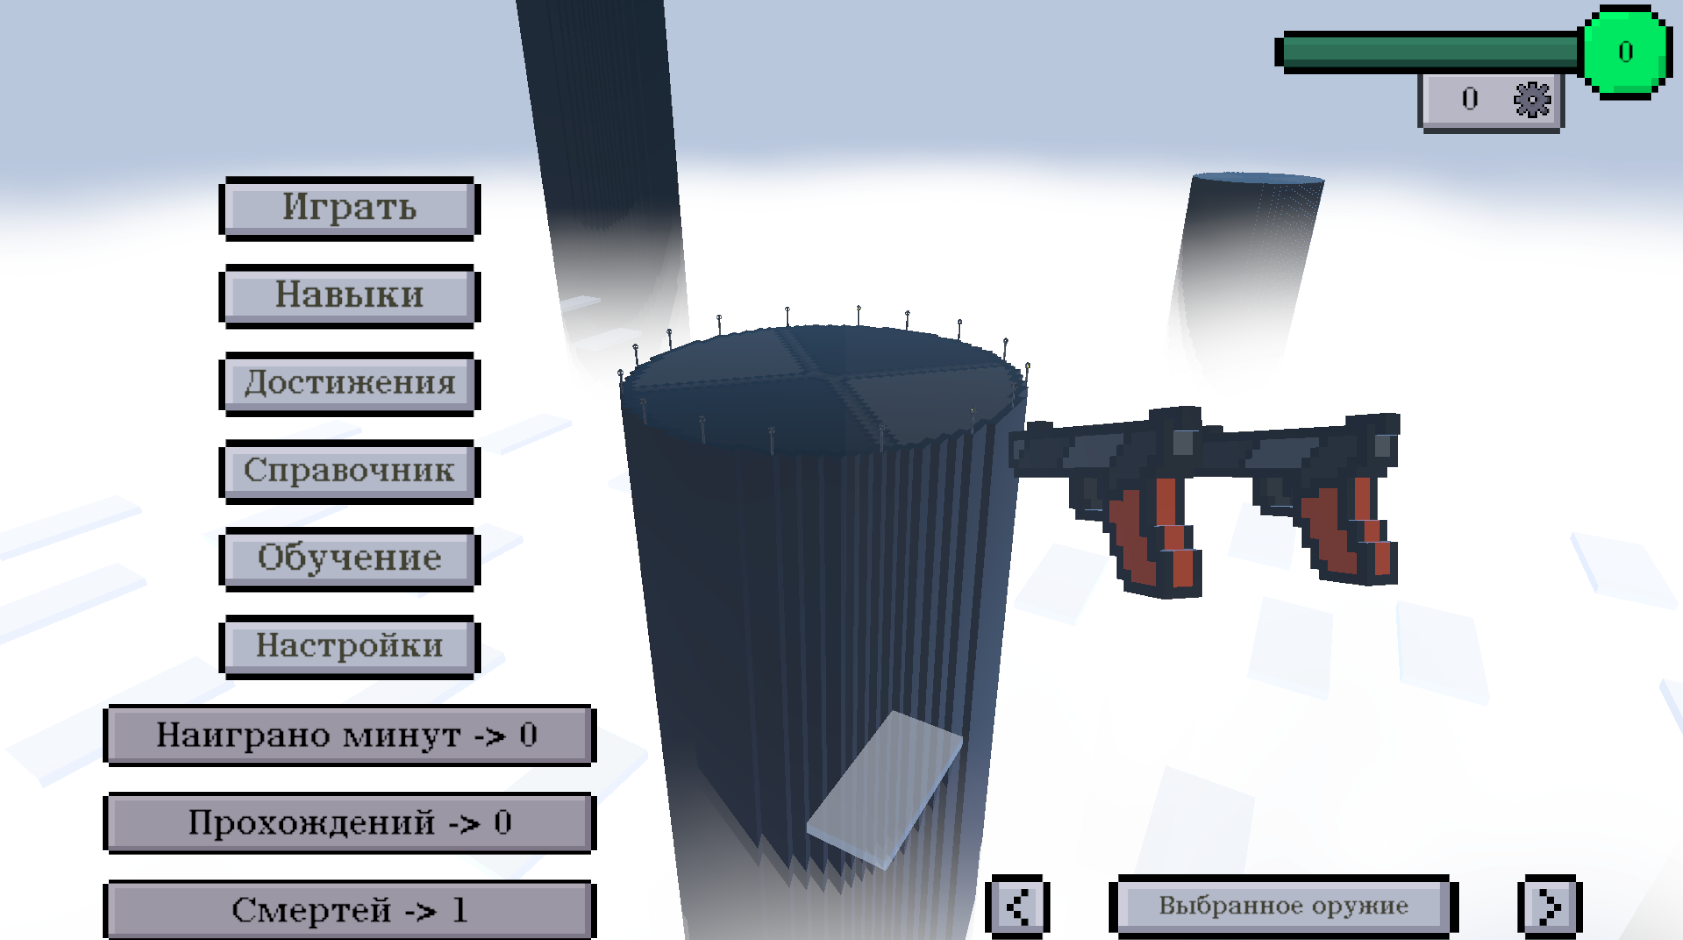 0
0
Играть
Навыки
Достижения
Справочник
Обучение
Настройки
Наиграно минут -> 0
Прохождений -> 0
Смертей -> 1
< Выбранное оружие >